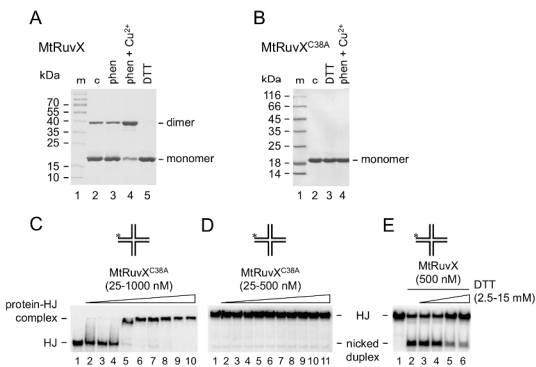 A
MtRuvX
kDa
m
c
phen
phen + Cu2+
DTT
70
55
40
35
25
15
10
dimer
monomer
1 2 3 4 5
B
MtRuvXC38A
kDa
m
c
DTT
phen + Cu2+
116
66
45
35
25
18
14
monomer
1 2 3 4
C
*
MtRuvXC38A
(25-1000 nM)
protein-HJ
complex
HJ
1 2 3 4 5 6 7 8 9 10
D
*
MtRuvXC38A
(25-500 nM)
1 2 3 4 5 6 7 8 9 10 11
HJ
nicked
duplex
E
*
MtRuvX
(500 nM)
DTT
(2.5-15 mM)
1 2 3 4 5 6